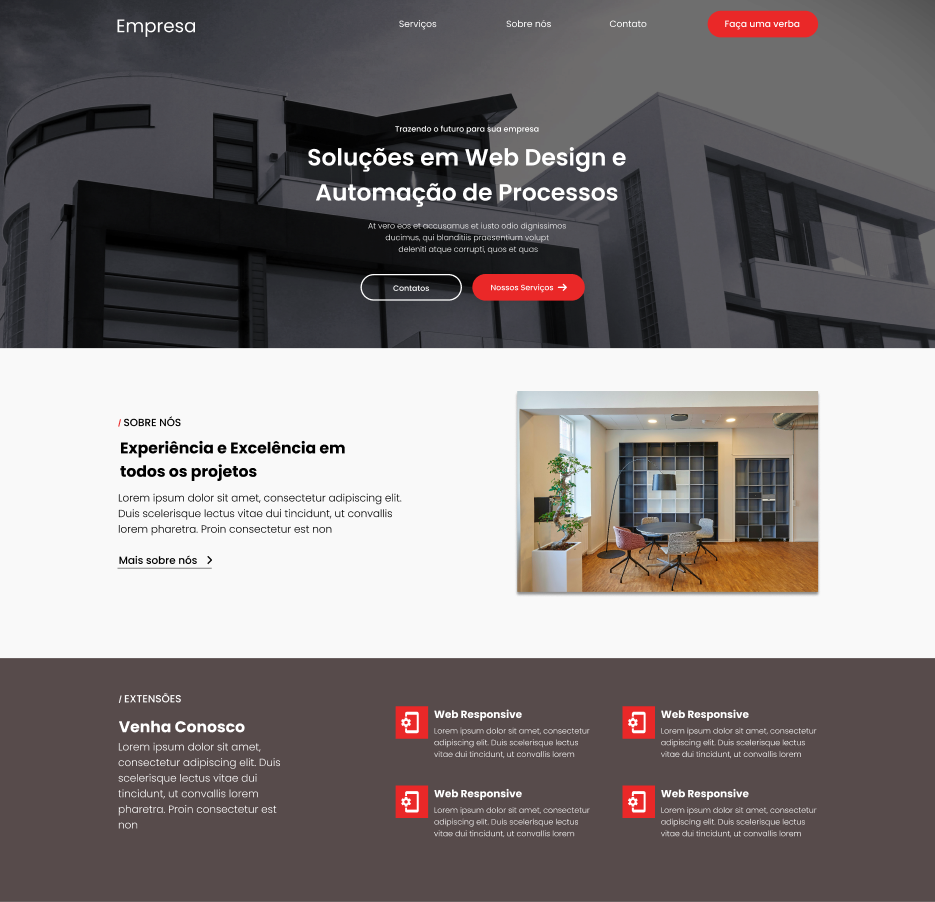 Empresa
Serviços
Sobre nós
Contato
Faça uma verba
Trazendo o futuro para sua empresa
Soluções em Web Design e
Automação de Processos
At vero eos et accusamus et iusto odio dignissimos
ducimus, qui blanditiis praesentium volupt
deleniti atque corrupti, quos et quas
Contatos
Nossos Serviços
/ SOBRE NÓS
Experiência e Excelência em
todos os projetos
Lorem ipsum dolor sit amet, consectetur adipiscing elit.
Duis scelerisque lectus vitae dui tincidunt, ut convallis
lorem pharetra. Proin consectetur est non
Mais sobre nós
/ EXTENSÕES
Venha Conosco
Lorem ipsum dolor sit amet,
consectetur adipiscing elit. Duis
scelerisque lectus vitae dui
tincidunt, ut convallis lorem
pharetra. Proin consectetur est
non
Web Responsive
Lorem ipsum dolor sit amet, consectetur
adipiscing elit. Duis scelerisque lectus
vitae dui tincidunt, ut convallis lorem
Web Responsive
Lorem ipsum dolor sit amet, consectetur
adipiscing elit. Duis scelerisque lectus
vitae dui tincidunt, ut convallis lorem
Web Responsive
Lorem ipsum dolor sit amet, consectetur
adipiscing elit. Duis scelerisque lectus
vitae dui tincidunt, ut convallis lorem
Web Responsive
Lorem ipsum dolor sit amet, consectetur
adipiscing elit. Duis scelerisque lectus
vitae dui tincidunt, ut convallis lorem